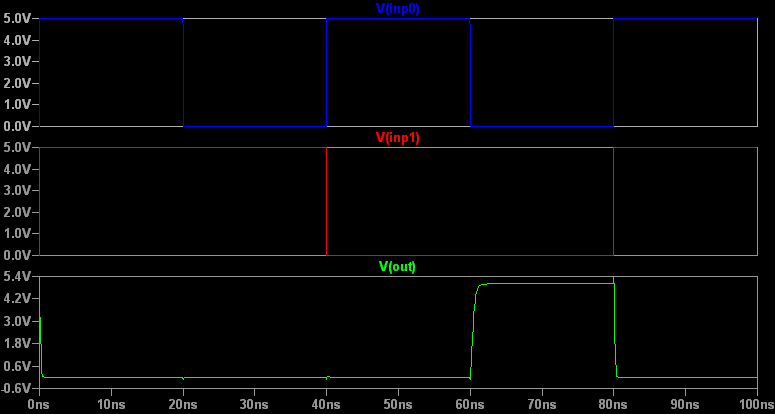 V(inp0)
5.0V
4.0V
3.0V
2.0V
1.0V
0.0V
V(inp1)
5.0V
4.0V
3.0V
2.0V
1.0V
0.0V
V(out)
5.4V
4.2V
3.0V
1.8V
0.6V
-0.6V
0ns 10ns 20ns 30ns 40ns 50ns 60ns 70ns 80ns 90ns 100ns